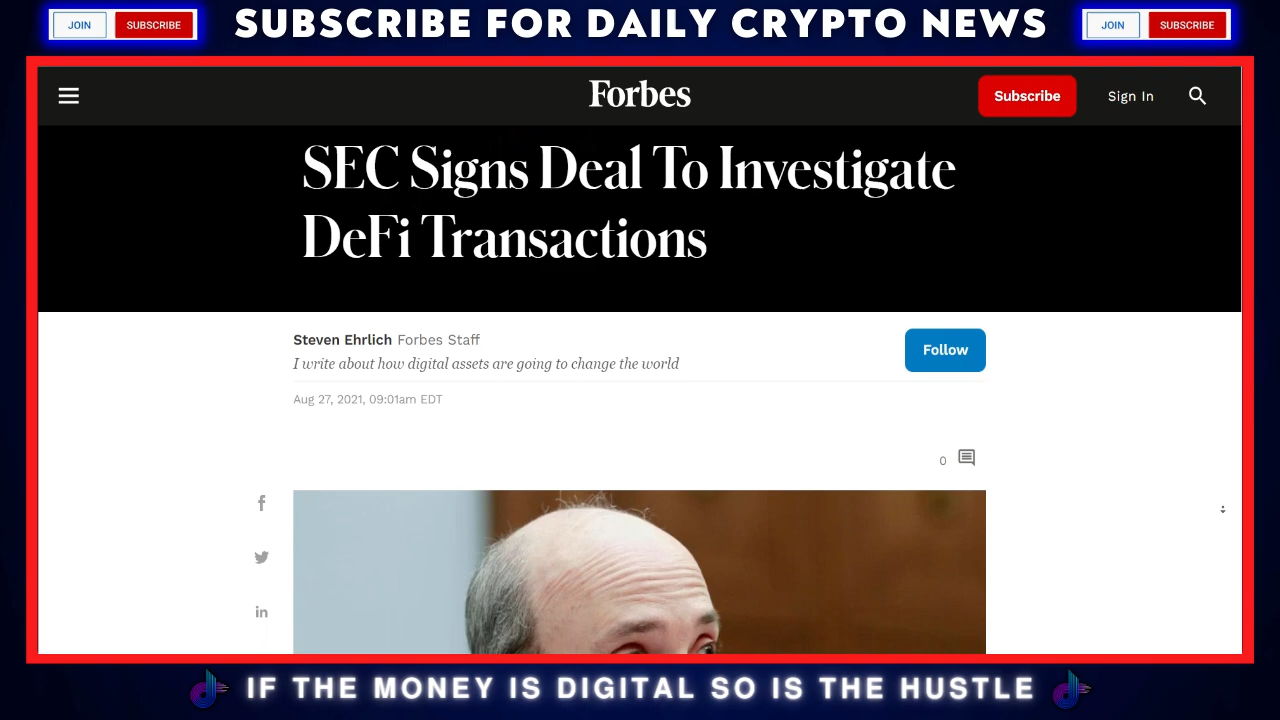 JOIN SUBSCRIBE SUBSCRIBE FOR DAILY CRYPTO NEWS JOIN SUBSCRIBE
Forbes Subscribe Sign In
SEC Signs Deal To Investigate
DeFi Transactions
Steven Ehrlich Forbes Staff
Follow
I write about how digital assets are going to change the world
Aug 27, 2021, 09:01am EDT
0
f
in
IF THE MONEY IS DIGITAL SO IS THE HUSTLE